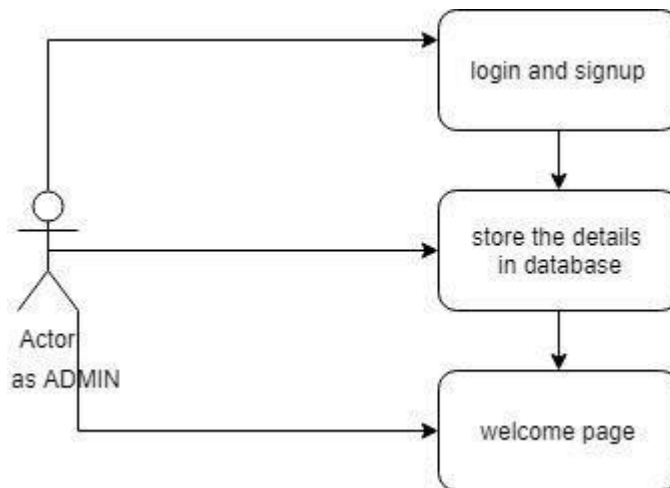 login and signup
store the details
in database
Actor
as ADMIN
welcome page